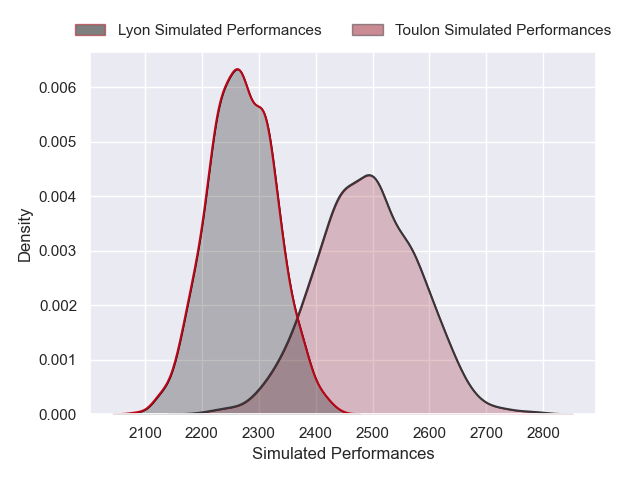 Lyon Simulated Performances Toulon Simulated Performances
0.006
0.005
0.004
0.003
0.002
0.001
0.000
Density
2100 2200 2300 2400 2500 2600 2700 2800
Simulated Performances